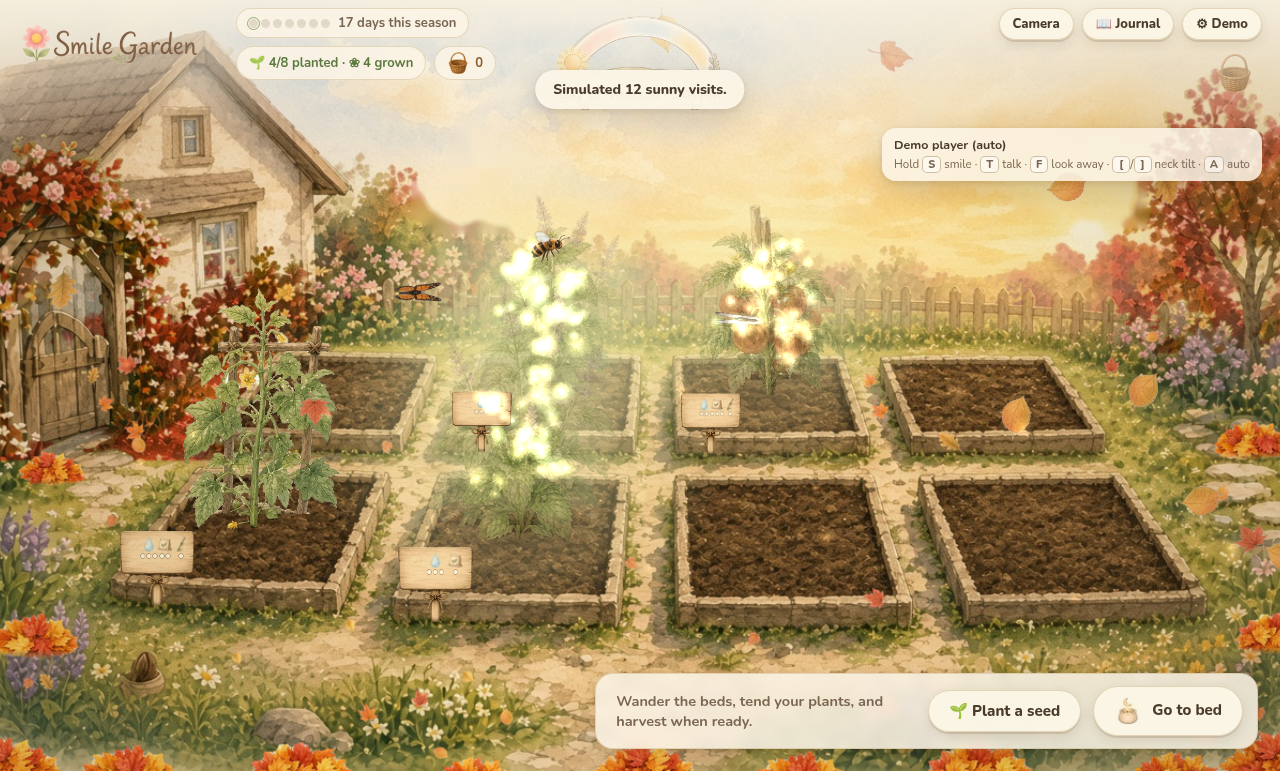 Smile Garden
17 days this season
4/8 planted · 4 grown
0
Simulated 12 sunny visits.
Camera
Journal
Demo
Demo player (auto)
Hold S smile · T talk · F look away · [ / ] neck tilt · A auto
Wander the beds, tend your plants, and
harvest when ready.
Plant a seed
Go to bed